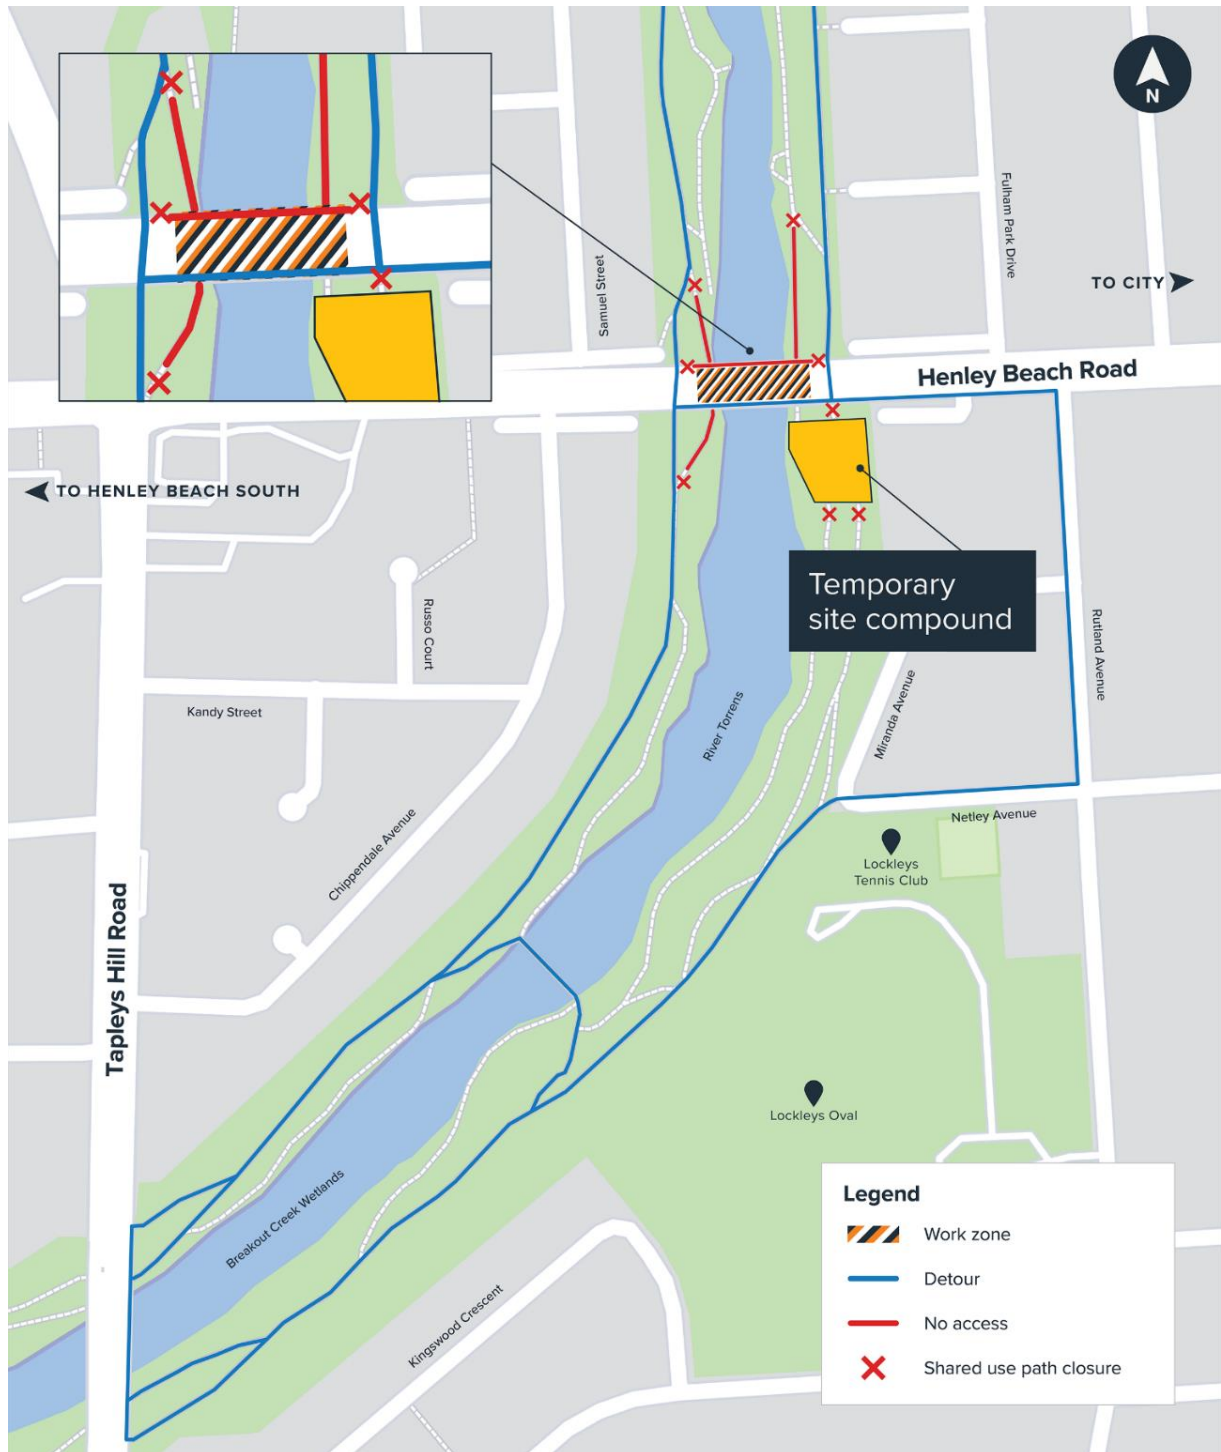 N
Fulham Park Drive
Samuel Street
TO CITY
Henley Beach Road
TO HENLEY BEACH SOUTH
Temporary
site compound
Russo Court
Rutland Avenue
Kandy Street
River Torrens
Miranda Avenue
Netley Avenue
Chippendale Avenue
Lockleys
Tennis Club
Tapleys Hill Road
Lockleys Oval
Breakout Creek Wetlands
Kingswood Crescent
Legend
Work zone
Detour
No access
Shared use path closure